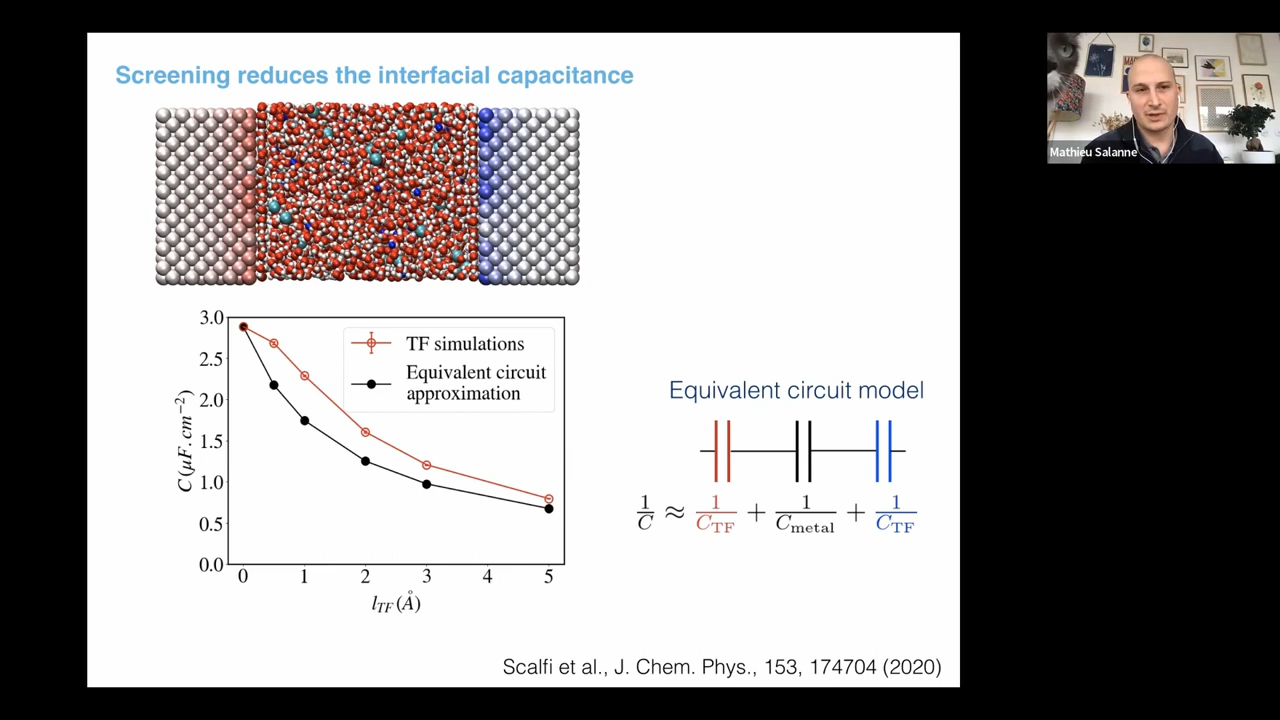 Screening reduces the interfacial capacitance
Mathieu Salanne
3.0
2.5
2.0
1.5
1.0
0.5
0.0
C (μF.cm⁻²)
TF simulations
Equivalent circuit
approximation
0 1 2 3 4 5
l_TF (Å)
Equivalent circuit model
1/C ≈ 1/C_TF + 1/C_metal + 1/C_TF
Scalfi et al., J. Chem. Phys., 153, 174704 (2020)